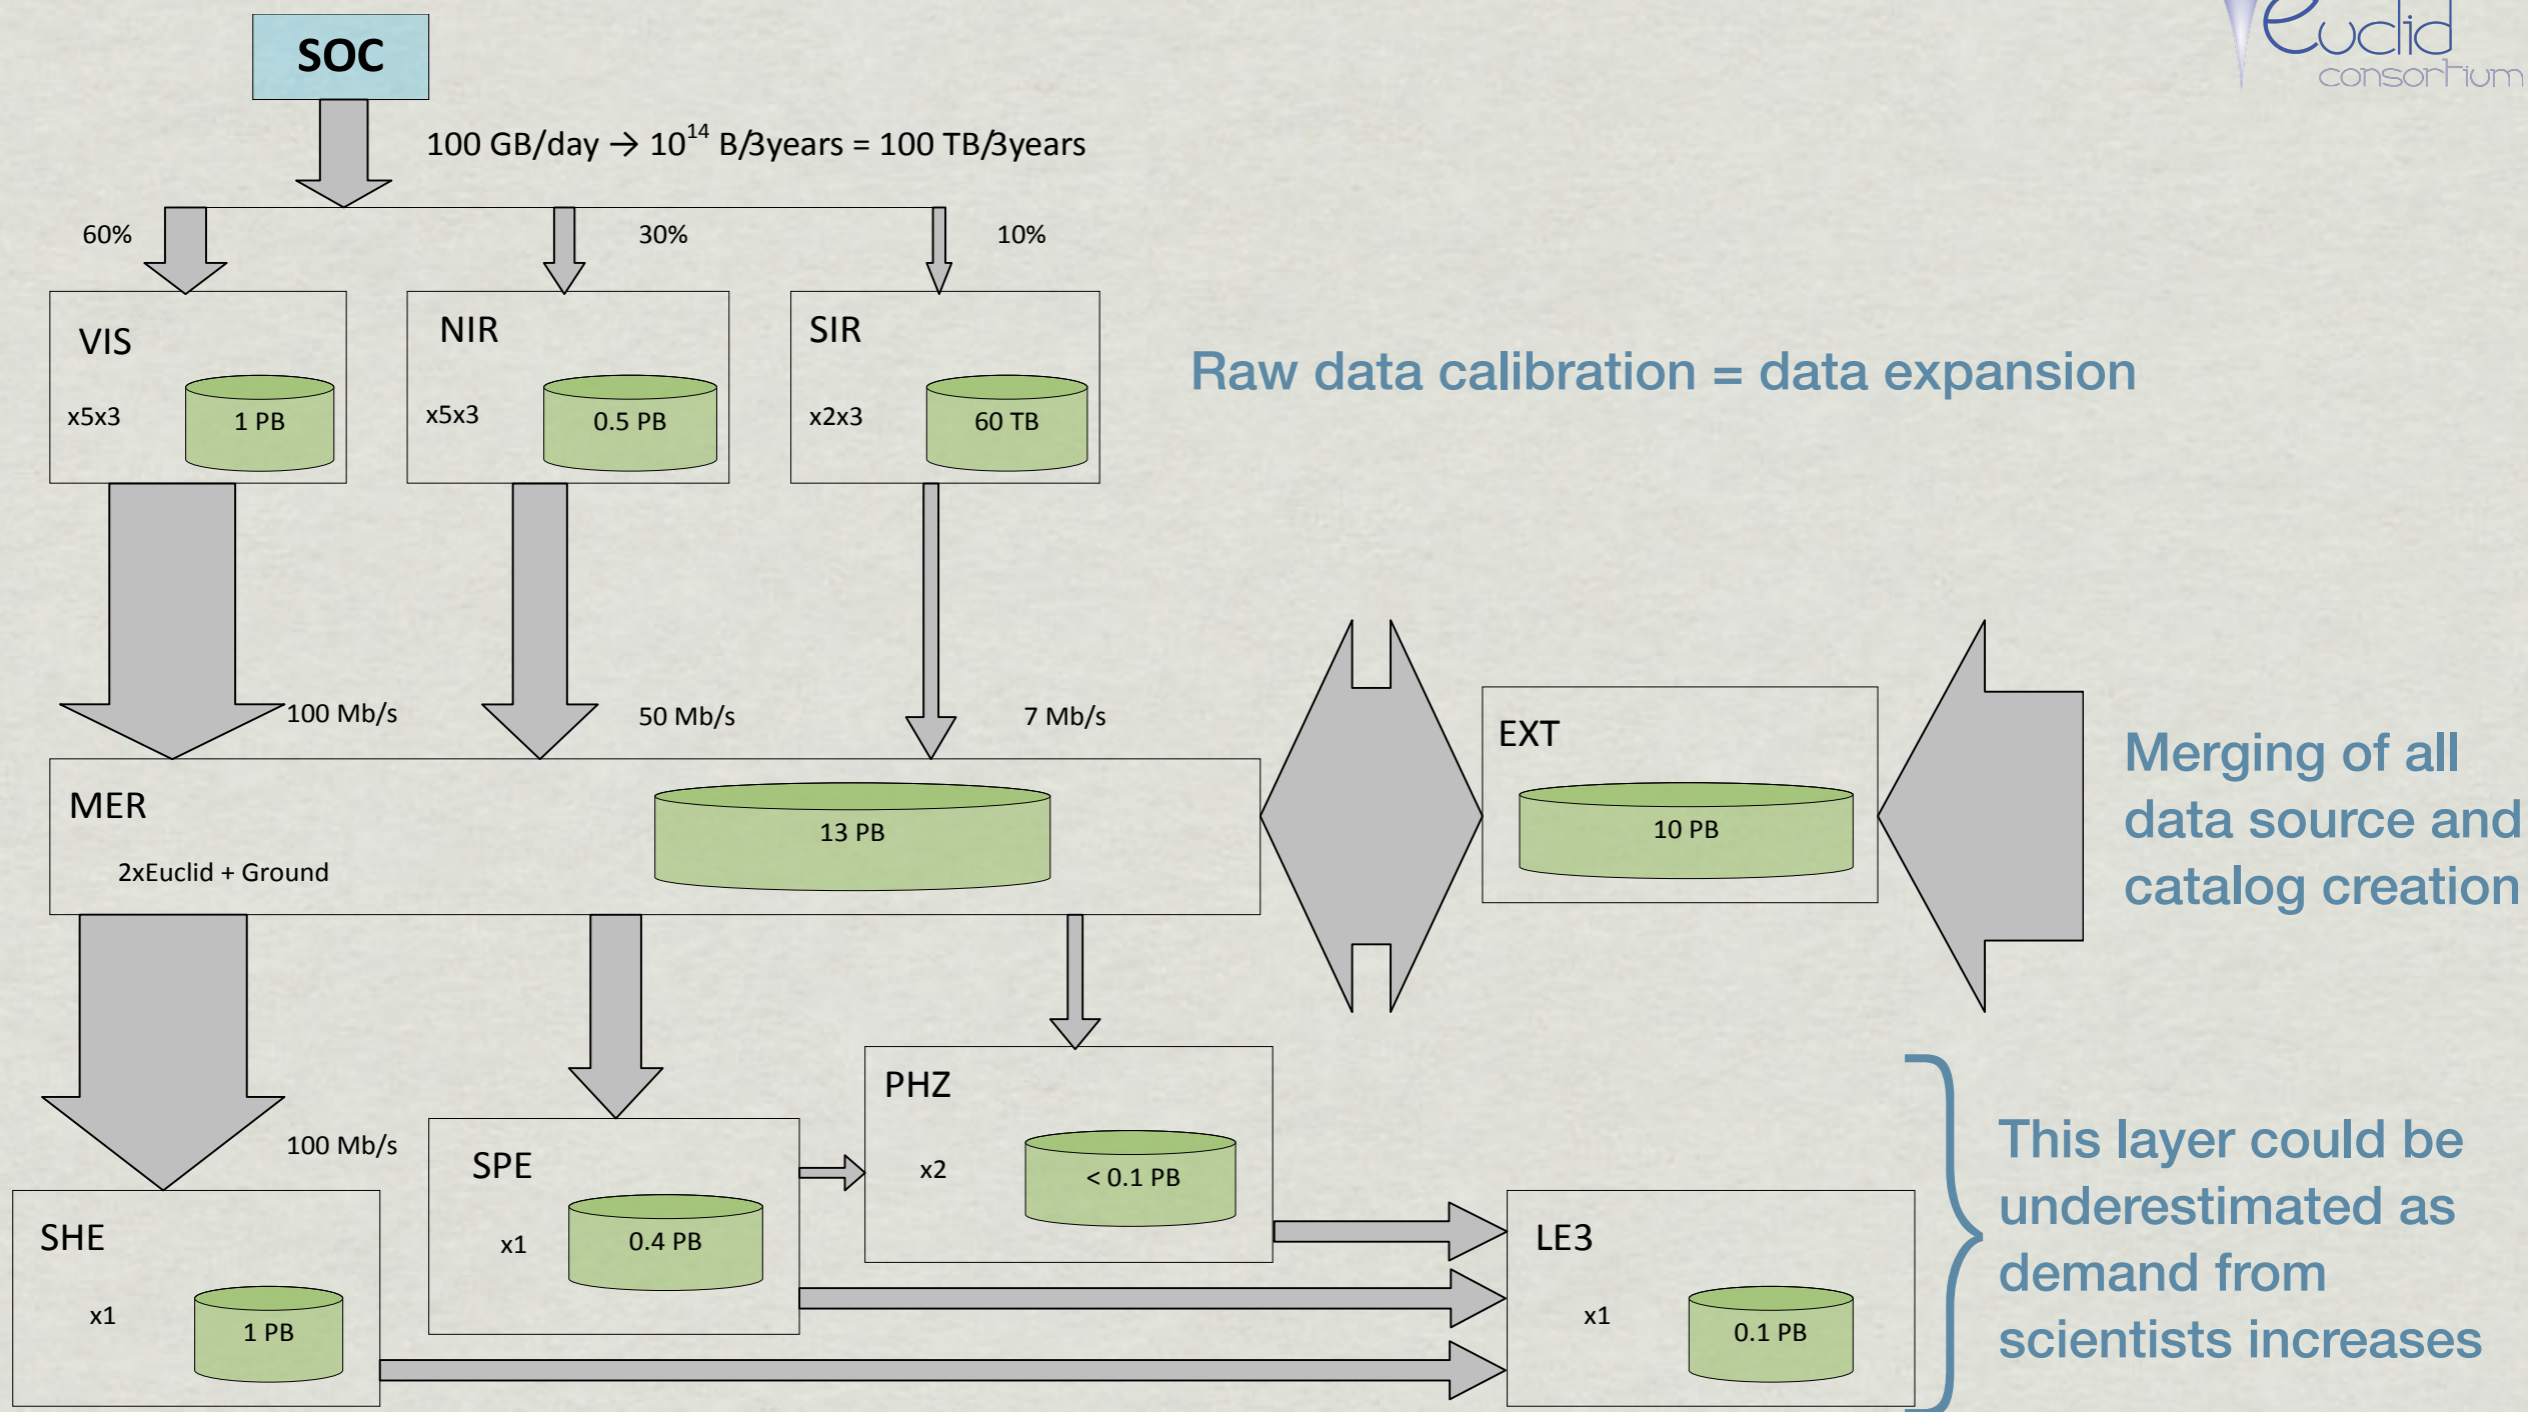 euclid
consortium
SOC
100 GB/day → 10¹⁴ B/3years = 100 TB/3years
60%
30%
10%
VIS
x5x3
1 PB
NIR
x5x3
0.5 PB
SIR
x2x3
60 TB
Raw data calibration = data expansion
100 Mb/s
50 Mb/s
7 Mb/s
MER
13 PB
2xEuclid + Ground
EXT
10 PB
Merging of all
data source and
catalog creation
100 Mb/s
SHE
x1
1 PB
SPE
x1
0.4 PB
PHZ
x2
< 0.1 PB
LE3
x1
0.1 PB
This layer could be
underestimated as
demand from
scientists increases